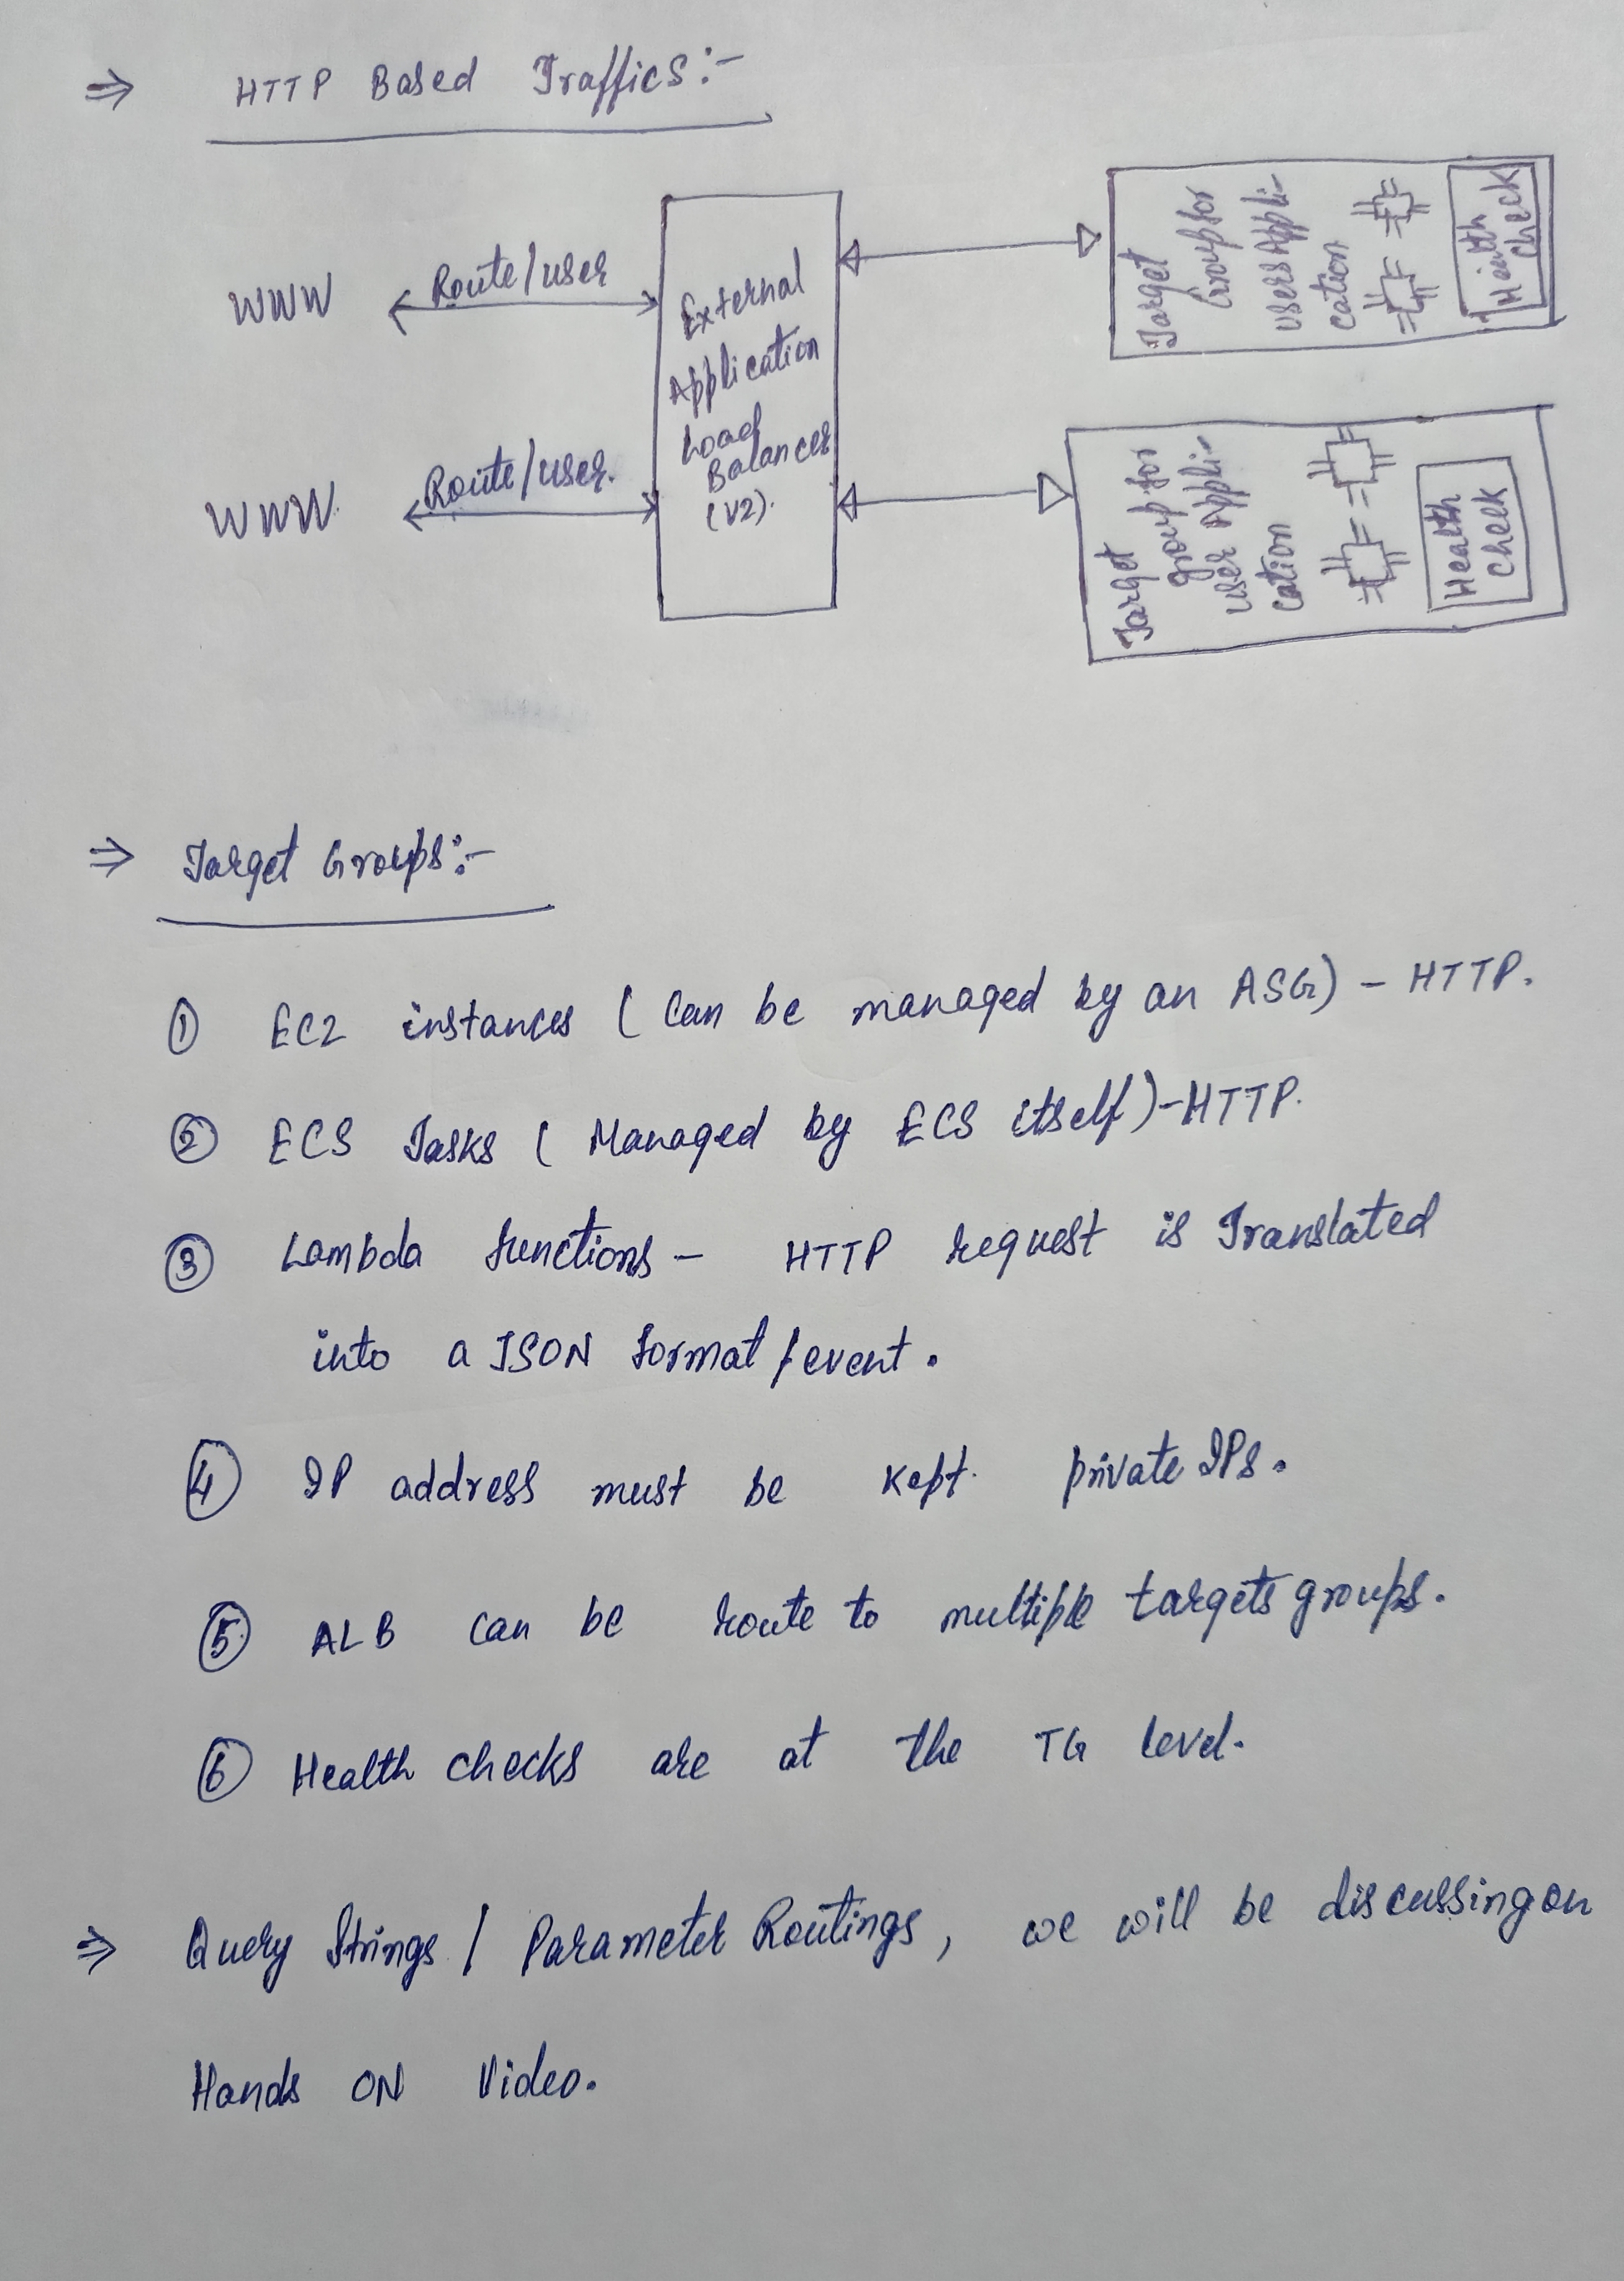 ⇒ HTTP Based Traffics:-
WWW
Route/user
WWW.
Route/user.
External
Application
Load
Balancer
(V2).
Target
Group for
users Appli-
cation
Health
Check
Target
group for
user Appli-
cation
Health
Check
⇒ Target Groups:-
① EC2 instances ( Can be managed by an ASG) - HTTP.
② ECS Tasks ( Managed by ECS itself)-HTTP.
③ Lambda functions - HTTP request is Translated
into a JSON format / event.
④ IP address must be kept. private IPs.
⑤ ALB can be route to multiple targets groups.
⑥ Health checks are at the TG level.
⇒ Query Strings / Parameter Routings, we will be discussing on
Hands ON Video.